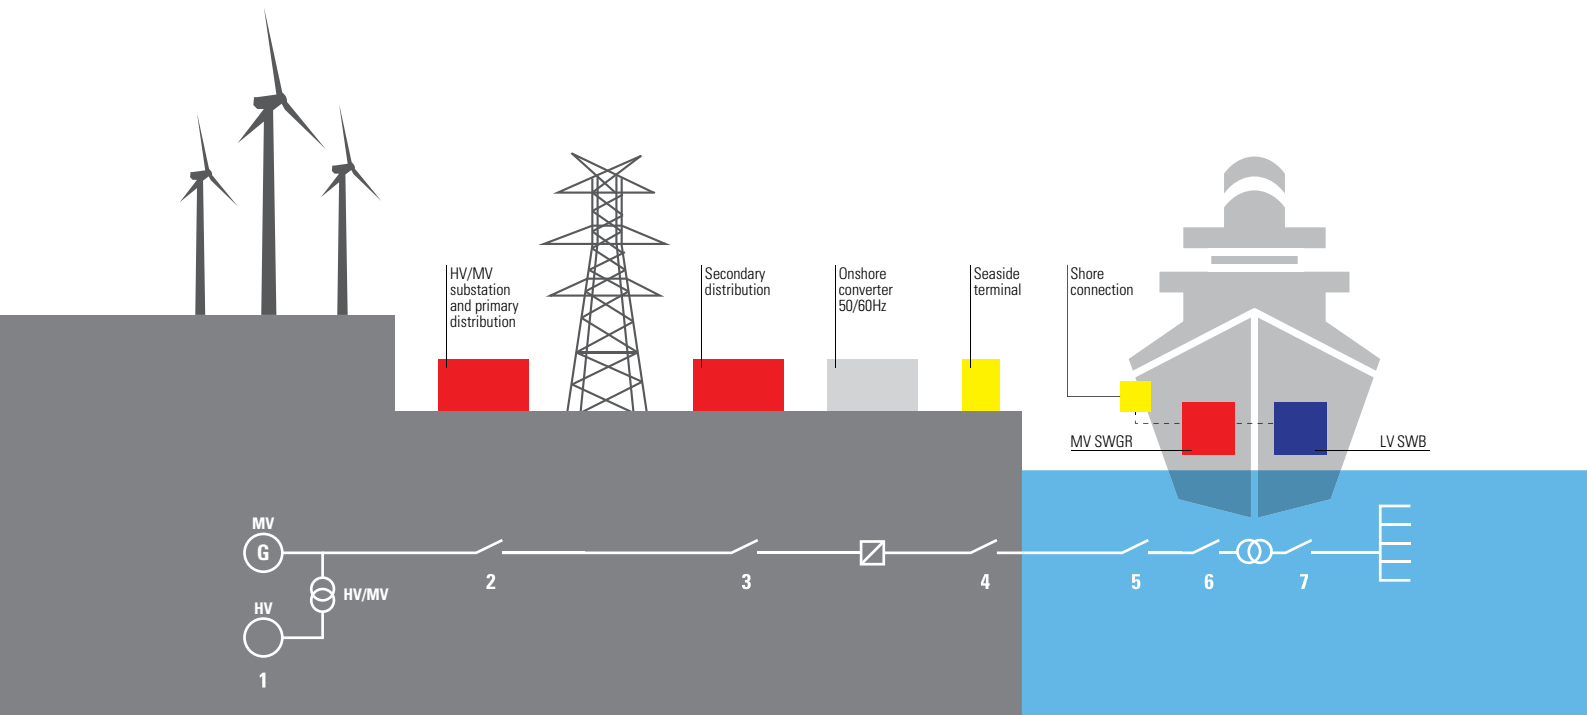 HV/MV
substation
and primary
distribution
Secondary
distribution
Onshore
converter
50/60Hz
Seaside
terminal
Shore
connection
MV SWGR
LV SWB
MV
G
HV/MV
HV
1
2
3
4
5
6
7